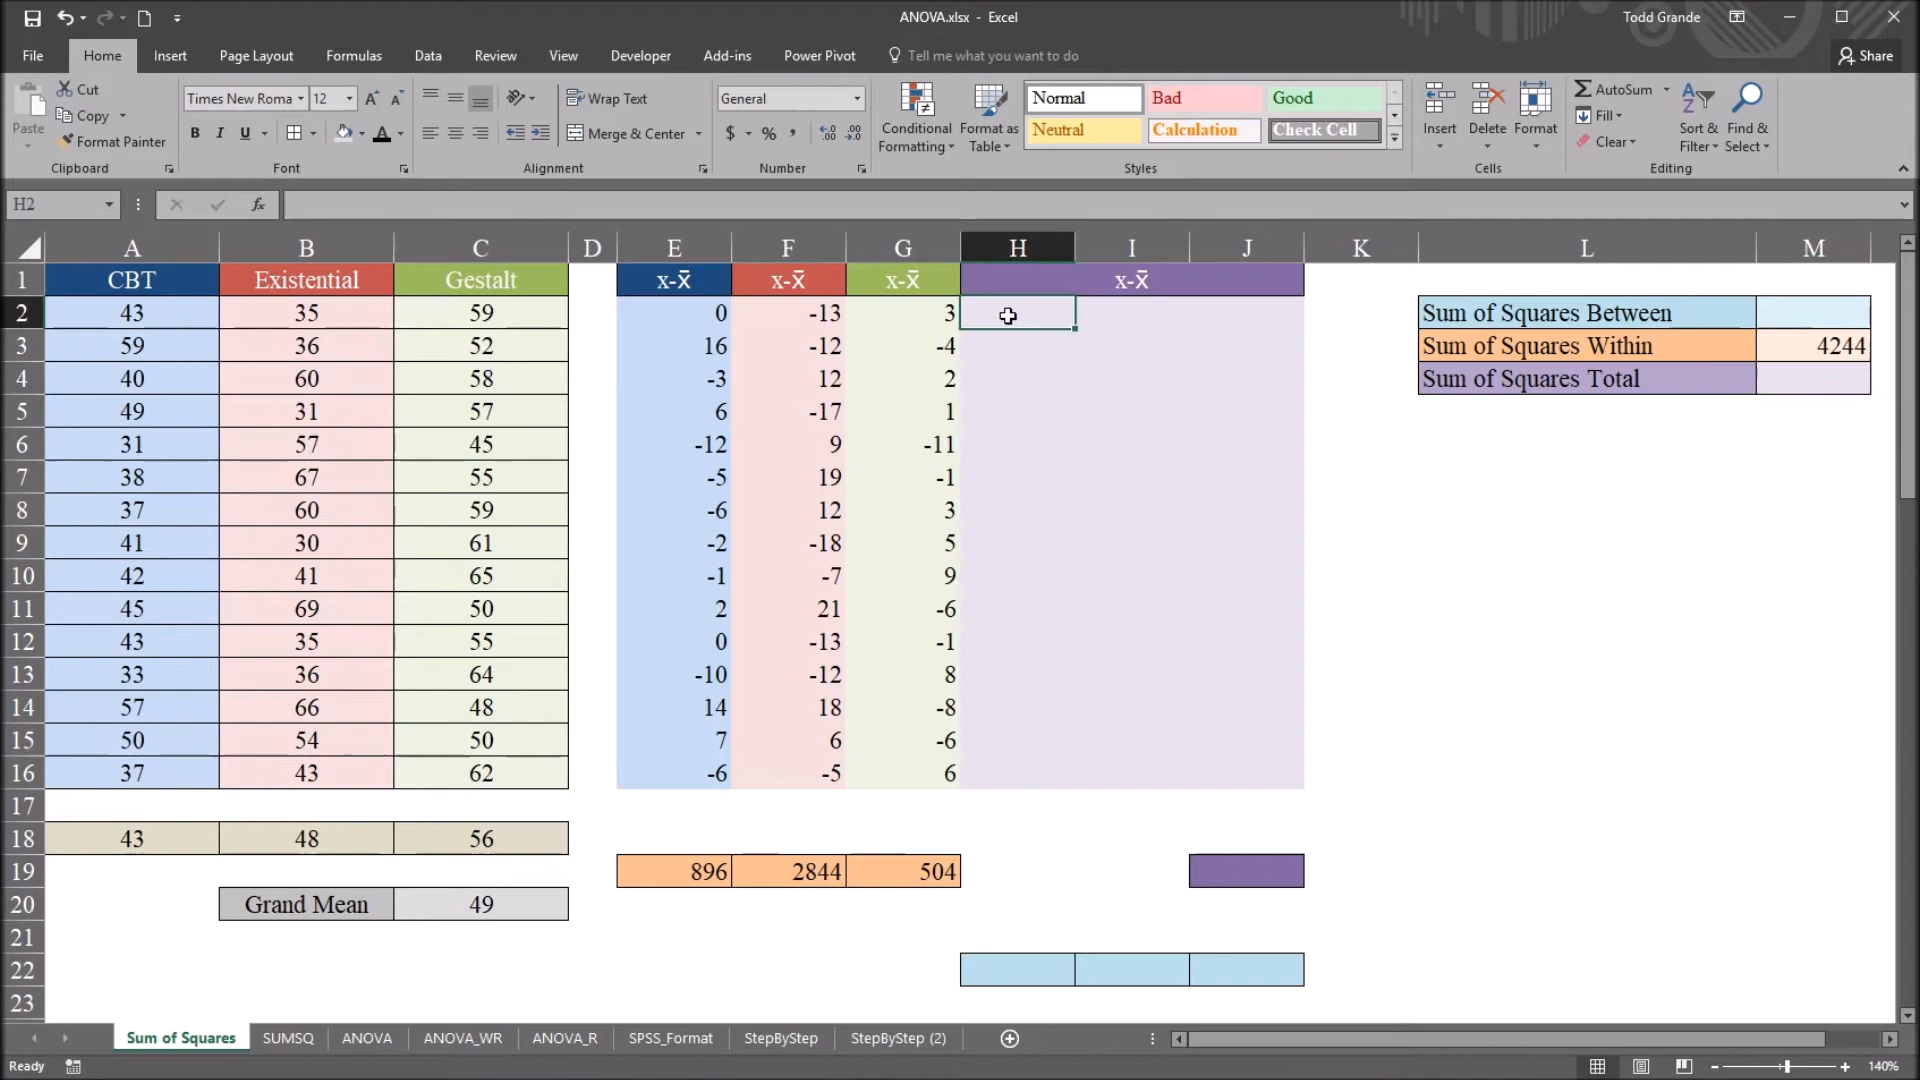 ANOVA.xlsx - Excel
Todd Grande
File Home Insert Page Layout Formulas Data Review View Developer Add-ins Power Pivot Tell me what you want to do Share
Paste
Cut
Copy
Format Painter
Clipboard
Times New Roma 12
B I U A
Font
Wrap Text
Merge & Center
Alignment
General
$ % ,
Number
Conditional Formatting
Format as Table
Normal Bad Good
Neutral Calculation Check Cell
Styles
Insert Delete Format
Cells
AutoSum
Fill
Clear
Sort & Filter
Find & Select
Editing
H2 fx
A B C D E F G H I J K L M
1 CBT Existential Gestalt x-x̄ x-x̄ x-x̄ x-x̄
2 43 35 59 0 -13 3 Sum of Squares Between
3 59 36 52 16 -12 -4 Sum of Squares Within 4244
4 40 60 58 -3 12 2 Sum of Squares Total
5 49 31 57 6 -17 1
6 31 57 45 -12 9 -11
7 38 67 55 -5 19 -1
8 37 60 59 -6 12 3
9 41 30 61 -2 -18 5
10 42 41 65 -1 -7 9
11 45 69 50 2 21 -6
12 43 35 55 0 -13 -1
13 33 36 64 -10 -12 8
14 57 66 48 14 18 -8
15 50 54 50 7 6 -6
16 37 43 62 -6 -5 6
17
18 43 48 56
19 896 2844 504
20 Grand Mean 49
21
22
23
Sum of Squares SUMSQ ANOVA ANOVA_WR ANOVA_R SPSS_Format StepByStep StepByStep (2)
Ready 140%